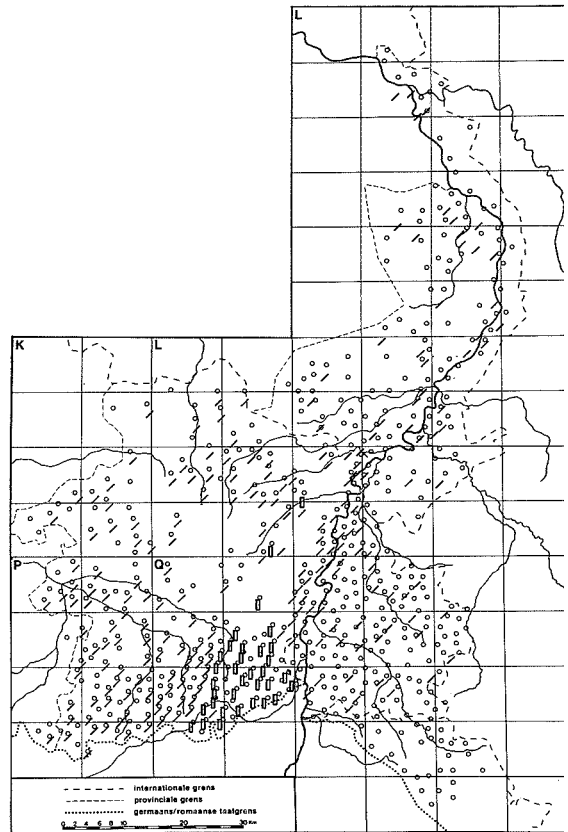 L
K
L
P
Q
internationale grens
provinciale grens
germaans/romaanse taalgrens
0 2 4 6 8 10 20 30 Km